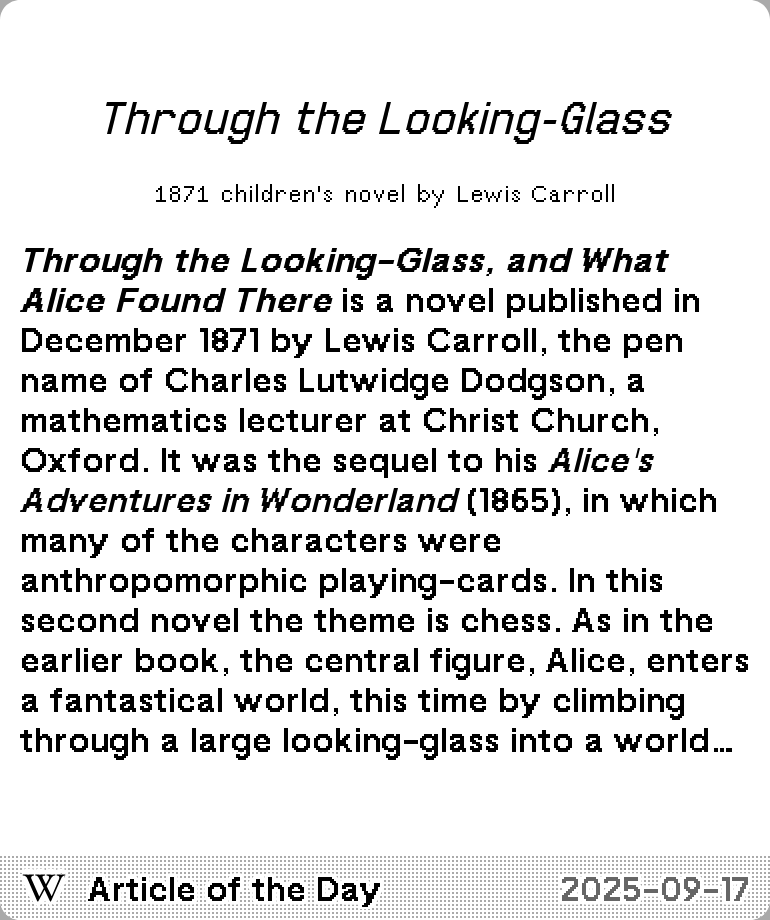 Through the Looking-Glass
1871 children's novel by Lewis Carroll
Through the Looking-Glass, and What
Alice Found There is a novel published in
December 1871 by Lewis Carroll, the pen
name of Charles Lutwidge Dodgson, a
mathematics lecturer at Christ Church,
Oxford. It was the sequel to his Alice's
Adventures in Wonderland (1865), in which
many of the characters were
anthropomorphic playing-cards. In this
second novel the theme is chess. As in the
earlier book, the central figure, Alice, enters
a fantastical world, this time by climbing
through a large looking-glass into a world...
W Article of the Day 2025-09-17